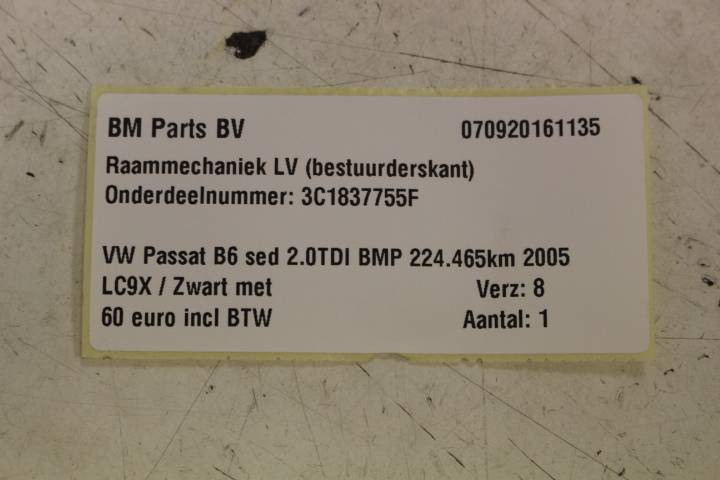 BM Parts BV 070920161135
Raammechaniek LV (bestuurderskant)
Onderdeelnummer: 3C1837755F
VW Passat B6 sed 2.0TDI BMP 224.465km 2005
LC9X / Zwart met Verz: 8
60 euro incl BTW Aantal: 1